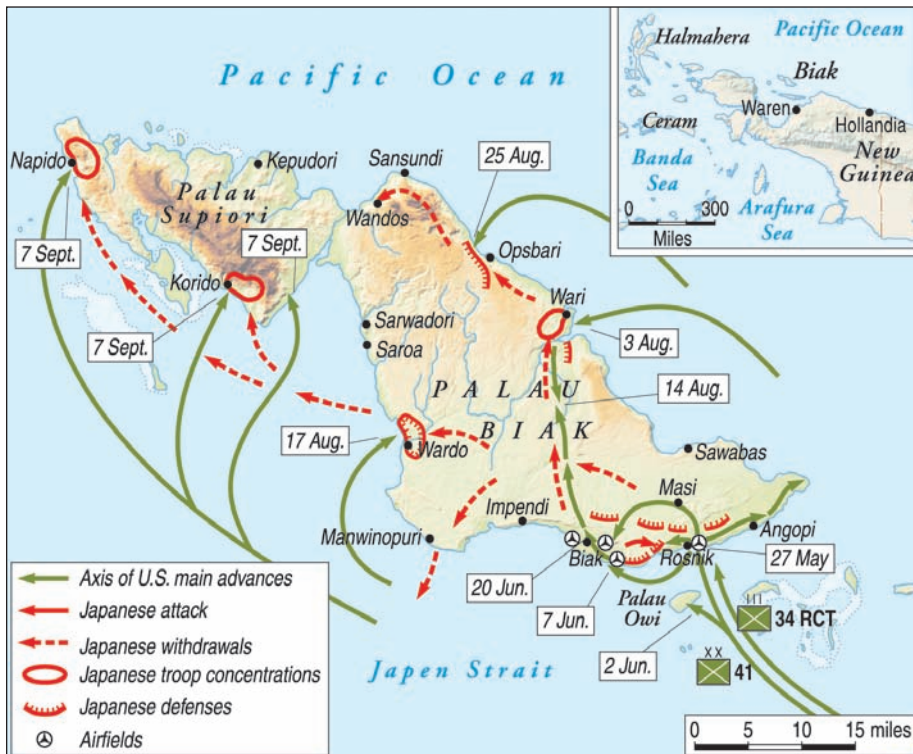 Pacific Ocean
Napido
Kepudori
Palau
Supiori
7 Sept.
7 Sept.
Korido
7 Sept.
Sansundi
Wandos
25 Aug.
Opsbari
Wari
3 Aug.
14 Aug.
Sarwadori
Saroa
PALAU
BIAK
17 Aug.
Wardo
Manwinopuri
Impendi
Sawabas
Masi
Angopi
Biak
Rosnik
27 May
20 Jun.
7 Jun.
Palau
Owi
2 Jun.
III
34 RCT
XX
41
Japen Strait
Halmahera
Pacific Ocean
Biak
Waren
Hollandia
Ceram
New
Guinea
Banda
Sea
Arafura
Sea
0 300
Miles
Axis of U.S. main advances
Japanese attack
Japanese withdrawals
Japanese troop concentrations
Japanese defenses
Airfields
0 5 10 15 miles